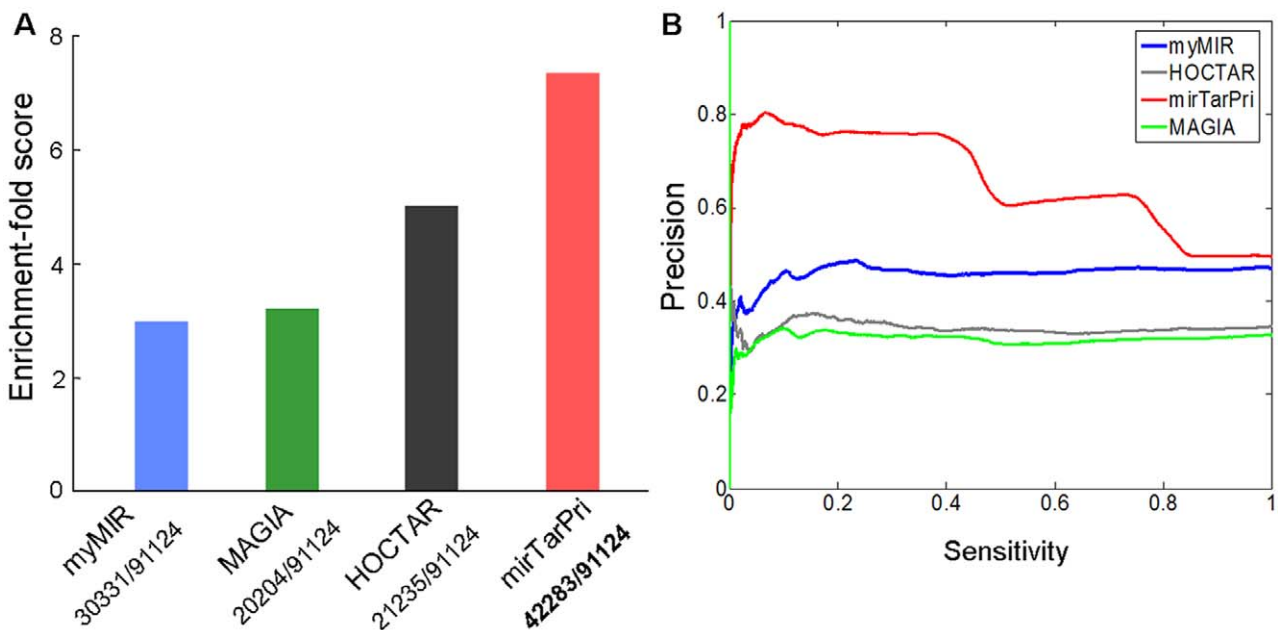 A
Enrichment-fold score
8
6
4
2
0
myMIR
30331/91124
MAGIA
20204/91124
HOCTAR
21235/91124
mirTarPri
42283/91124
B
Precision
1
0.8
0.6
0.4
0.2
0
myMIR
HOCTAR
mirTarPri
MAGIA
0
0.2
0.4
0.6
0.8
1
Sensitivity